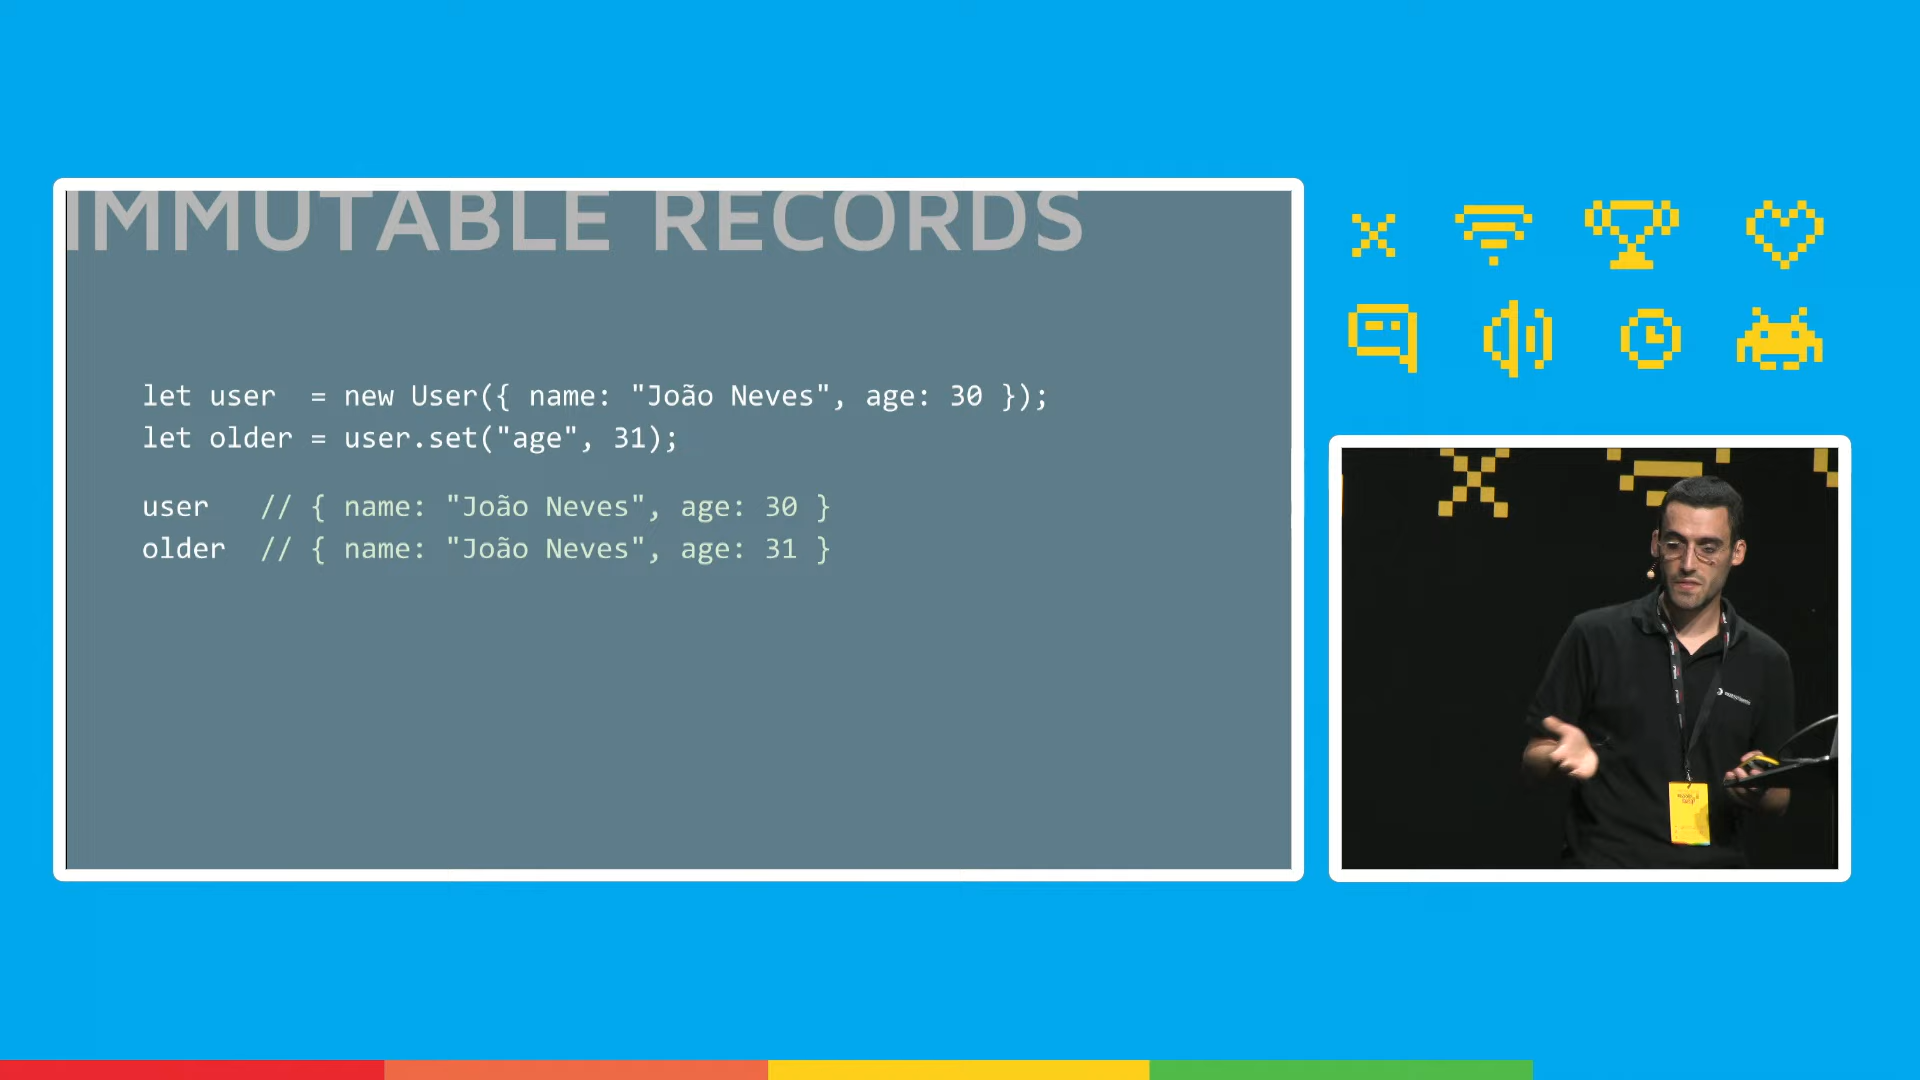 IMMUTABLE RECORDS
let user  = new User({ name: "João Neves", age: 30 });
let older = user.set("age", 31);
user   // { name: "João Neves", age: 30 }
older  // { name: "João Neves", age: 31 }